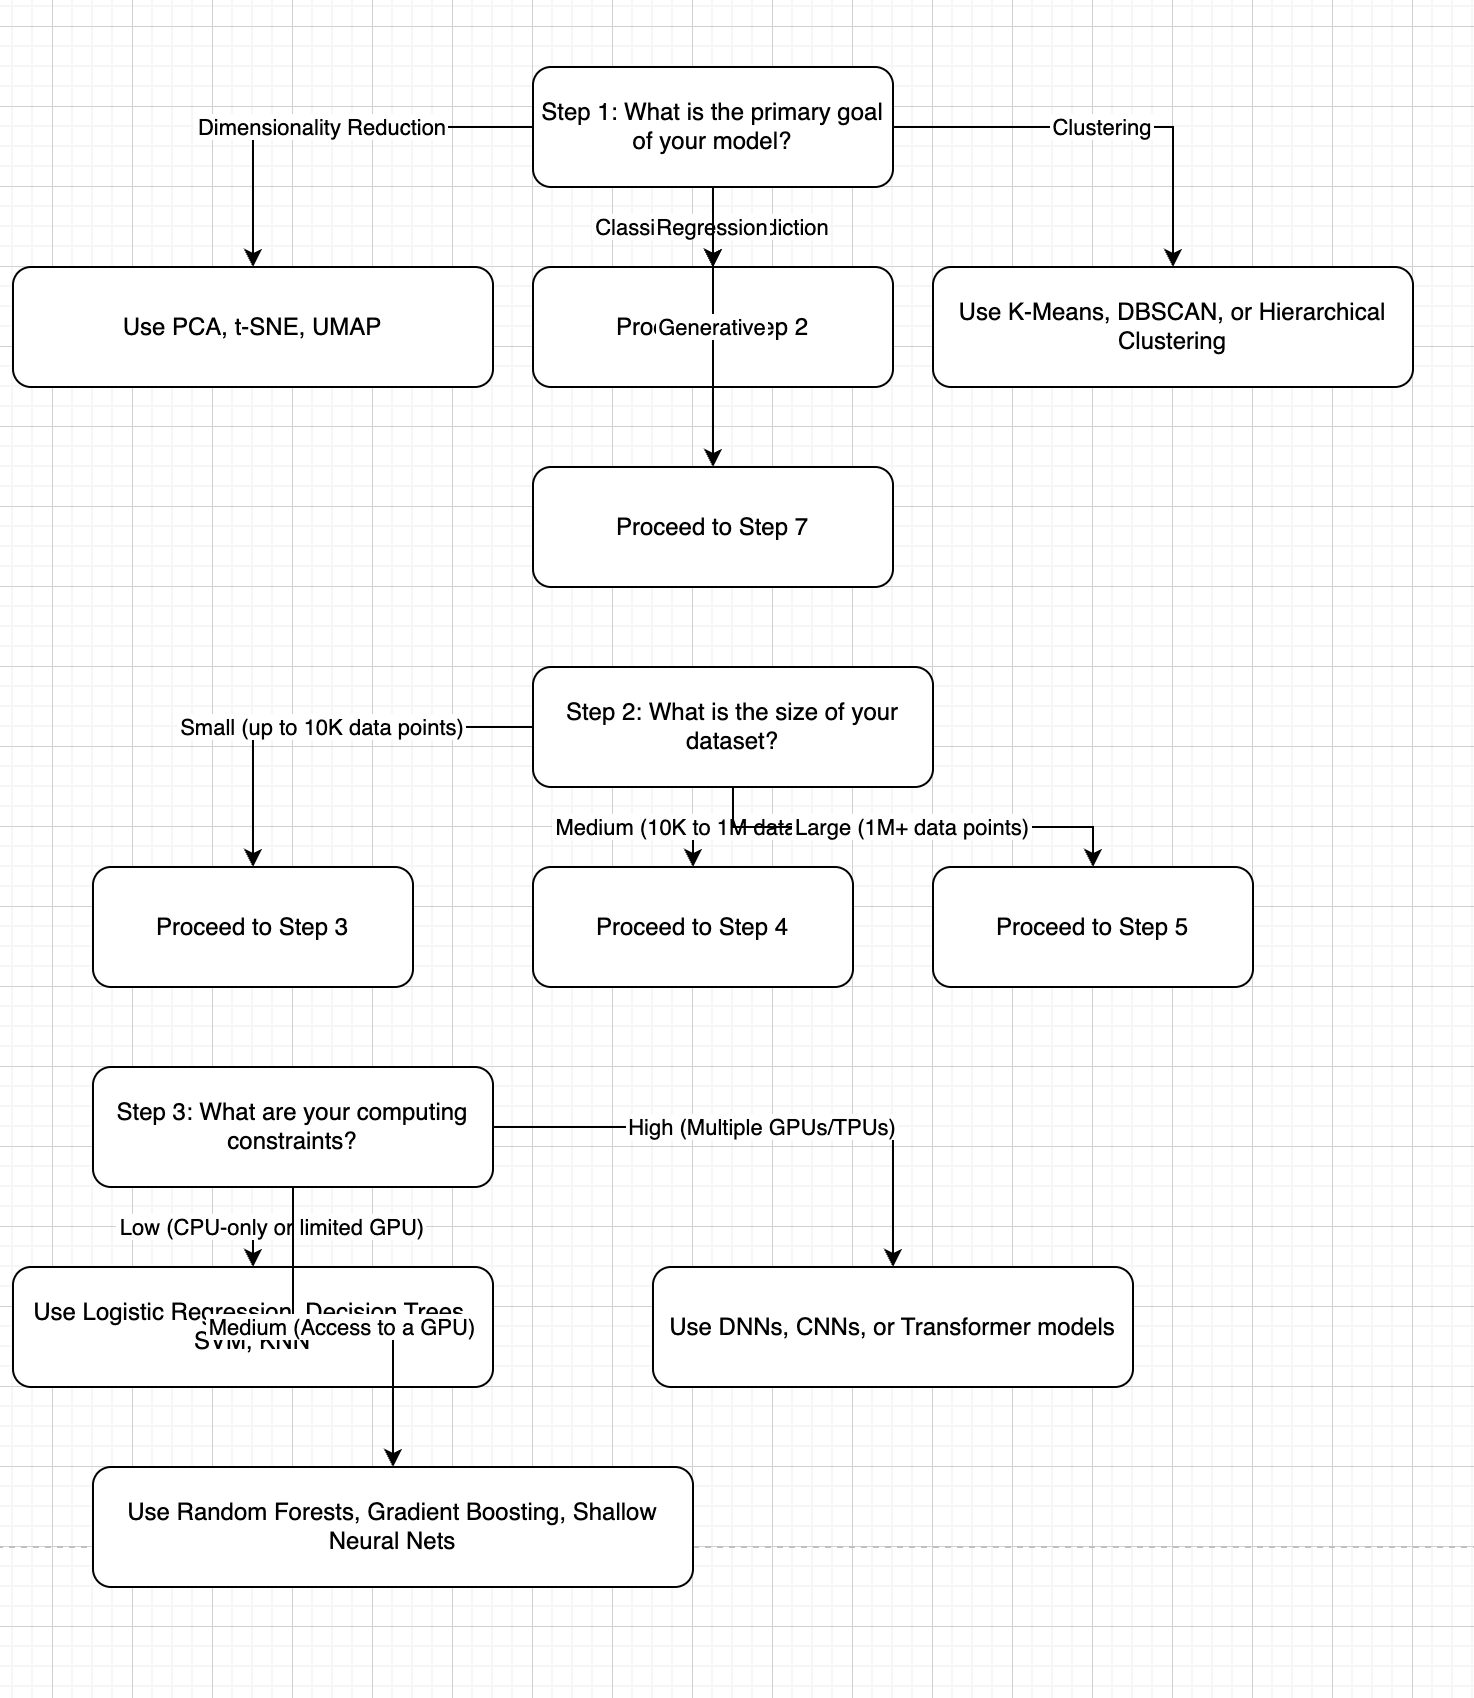 Step 1: What is the primary goal
of your model?
Dimensionality Reduction
Clustering
Regression
Use PCA, t-SNE, UMAP
Generative
2
Use K-Means, DBSCAN, or Hierarchical
Clustering
Proceed to Step 7
Step 2: What is the size of your
dataset?
Small (up to 10K data points)
Medium (10K to 1M data
Large (1M+ data points)
Proceed to Step 3
Proceed to Step 4
Proceed to Step 5
Step 3: What are your computing
constraints?
High (Multiple GPUs/TPUs)
Low (CPU-only or limited GPU)
Use Logistic Regression, Decision Trees,
SVM, KNN
Medium (Access to a GPU)
Use DNNs, CNNs, or Transformer models
Use Random Forests, Gradient Boosting, Shallow
Neural Nets